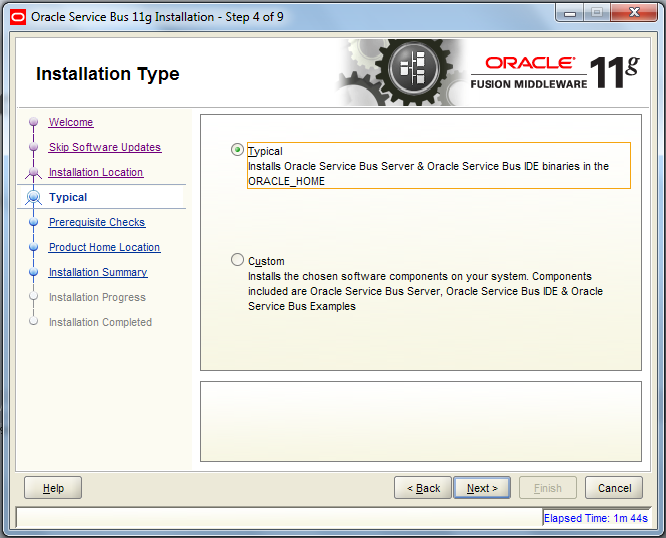 Oracle Service Bus 11g Installation - Step 4 of 9
Installation Type
ORACLE
FUSION MIDDLEWARE
11g
Welcome
Skip Software Updates
Installation Location
Typical
Prerequisite Checks
Product Home Location
Installation Summary
Installation Progress
Installation Completed
Typical
Installs Oracle Service Bus Server & Oracle Service Bus IDE binaries in the
ORACLE_HOME
Custom
Installs the chosen software components on your system. Components
included are Oracle Service Bus Server, Oracle Service Bus IDE & Oracle
Service Bus Examples
Help
< Back
Next >
Finish
Cancel
Elapsed Time: 1m 44s